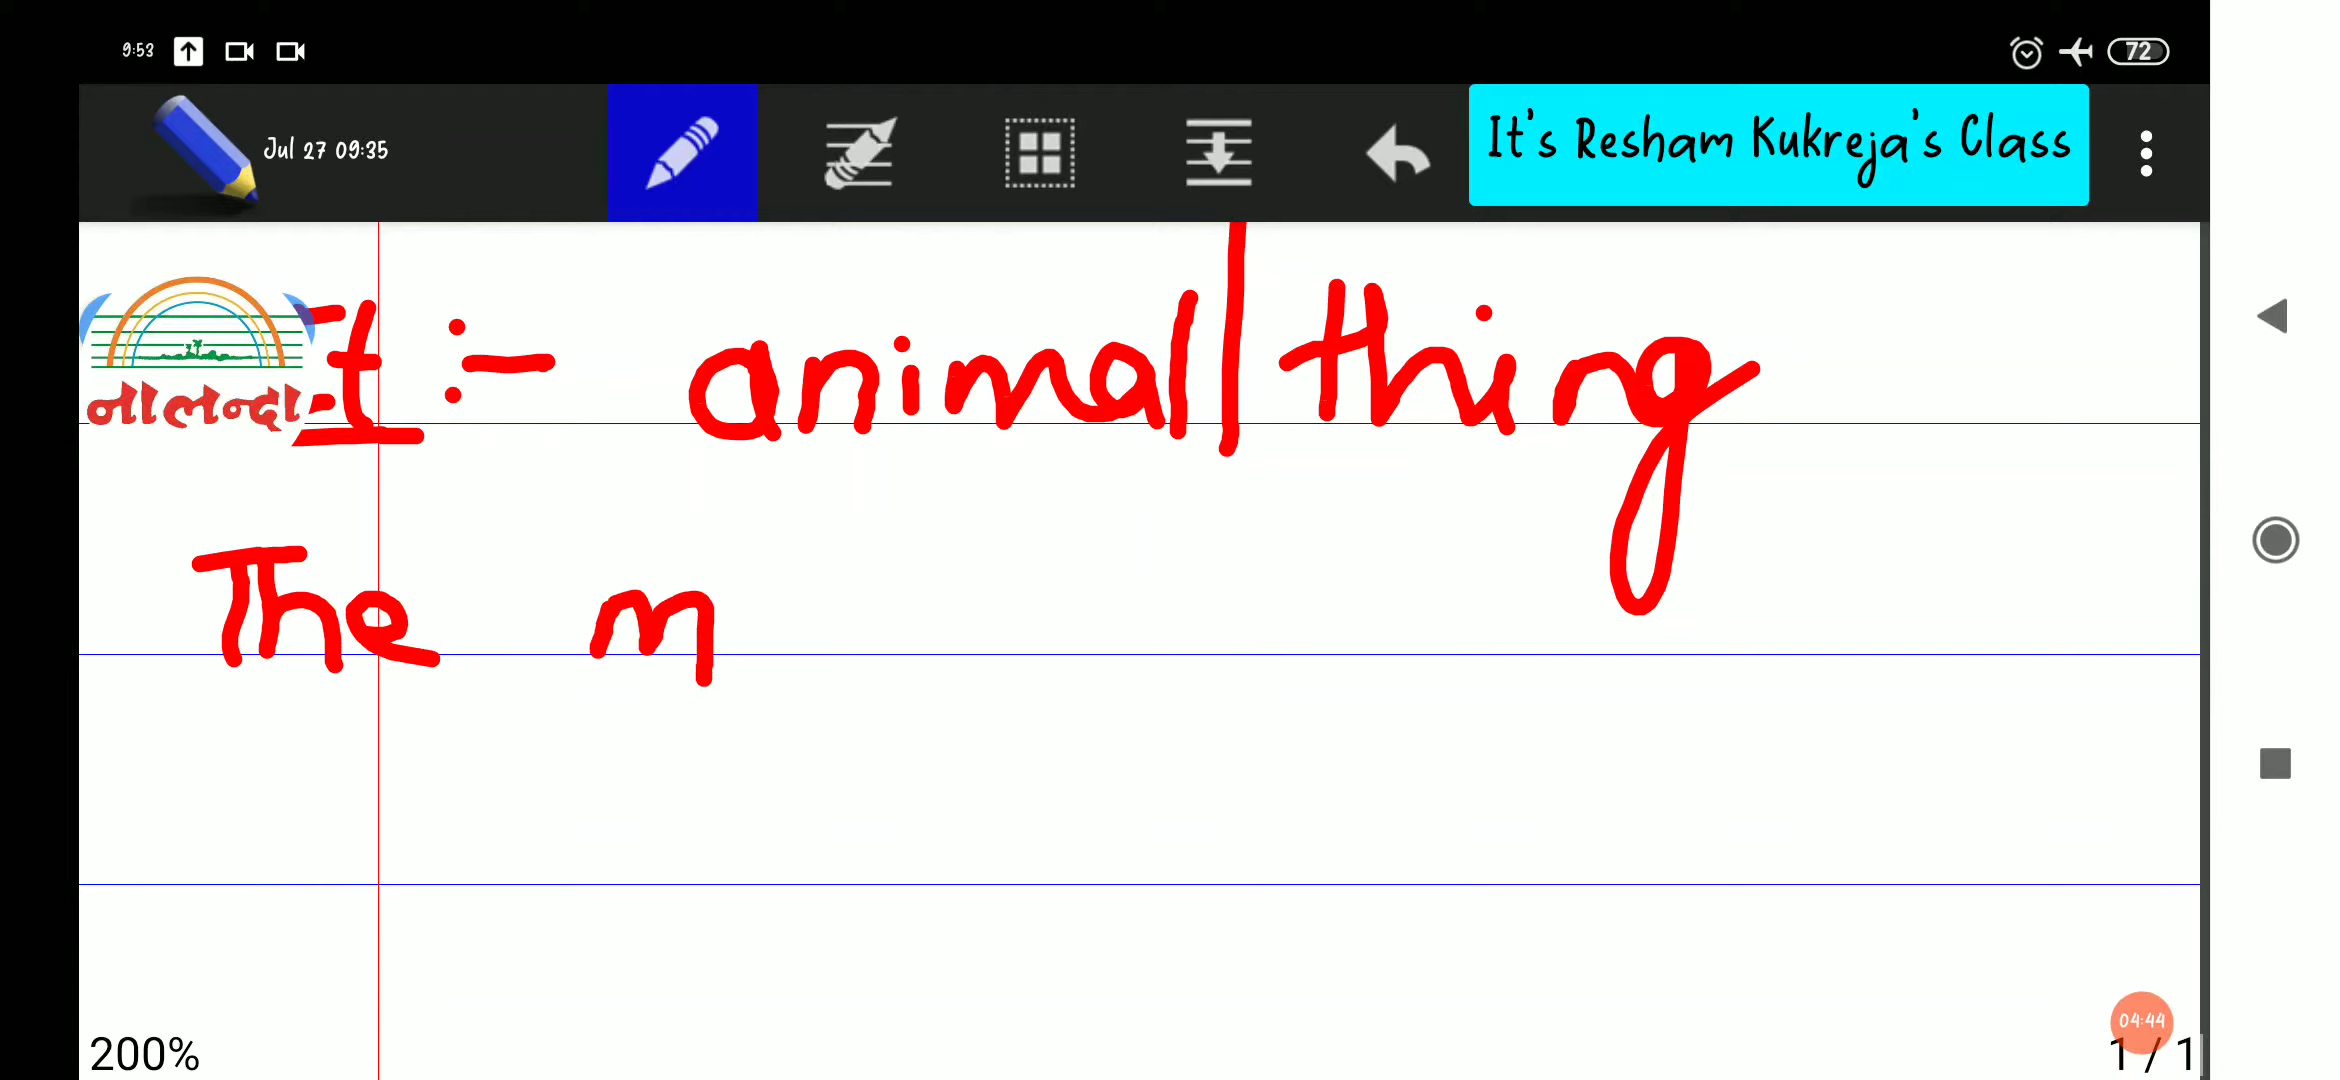 9:53 72
Jul 27 09:35 It's Resham Kukreja's Class
It :- animal/thing
નાલન્દા
The m
04:44
200% 1 / 1